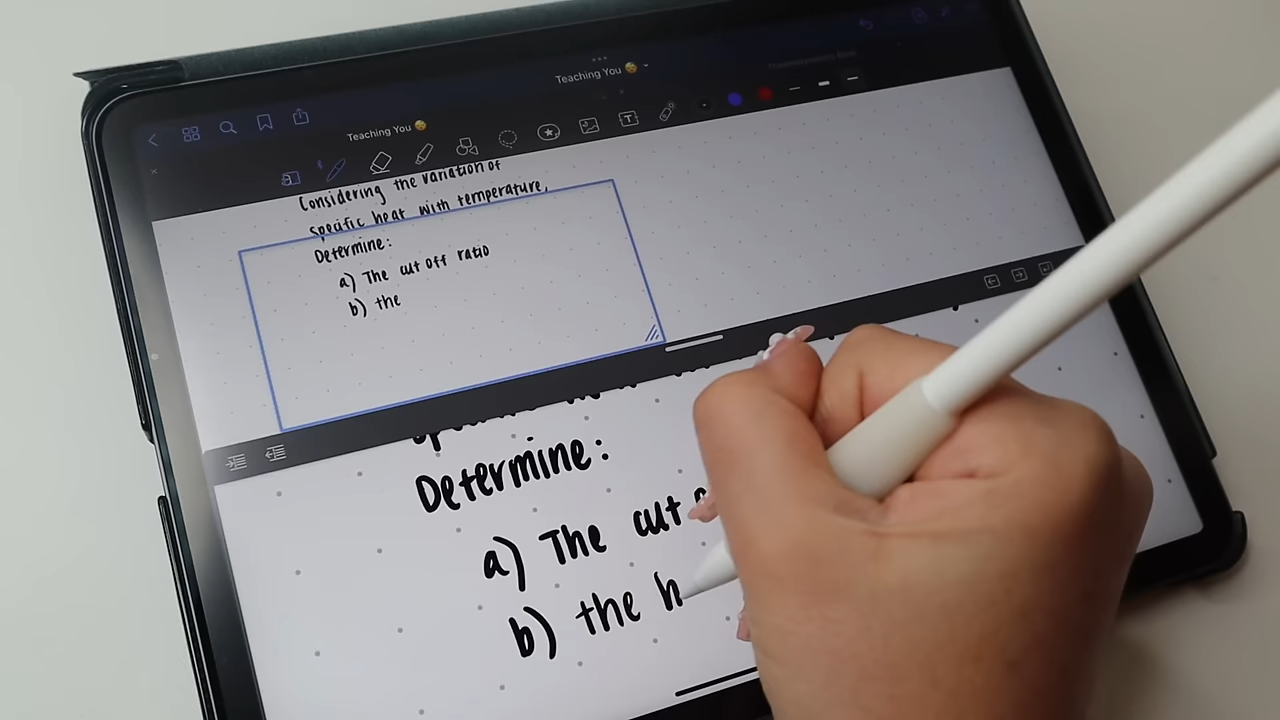 Teaching You 😴
Teaching You 😴
Considering the variation of
specific heat with temperature,
Determine:
a) The cut off ratio
b) the
Determine:
a) The cut
b) the h